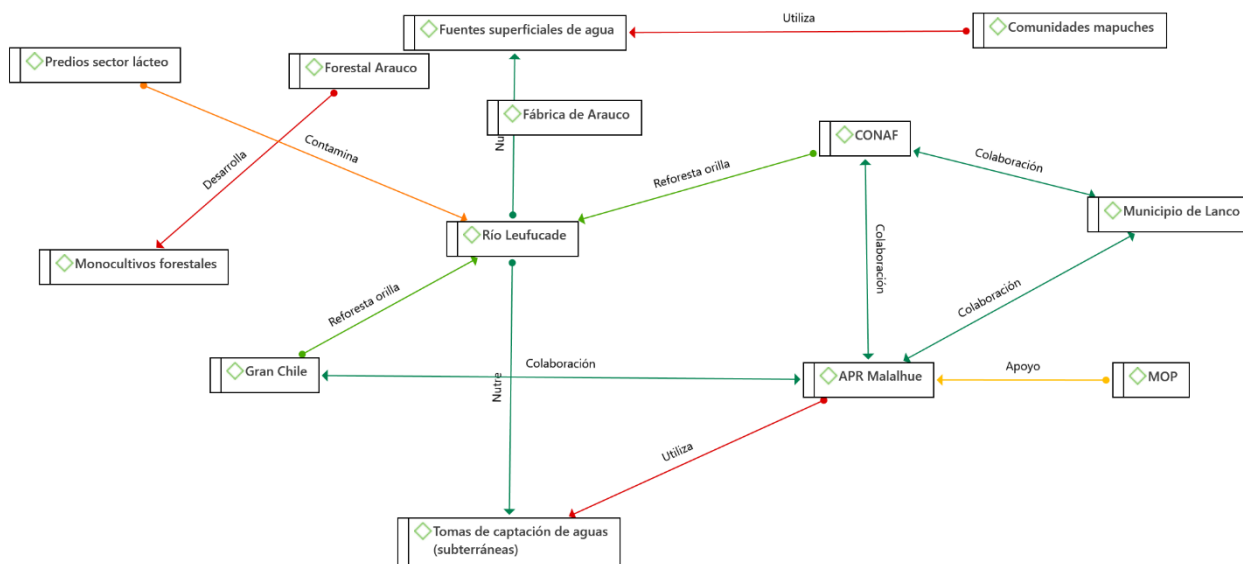 Fuentes superficiales de agua
Utiliza
Comunidades mapuches
Predios sector lácteo
Forestal Arauco
Fábrica de Arauco
Nu
CONAF
Contamina
Desarrolla
Reforesta orilla
Colaboración
Municipio de Lanco
Río Leufucade
Monocultivos forestales
Colaboración
Colaboración
Reforesta orilla
Gran Chile
Colaboración
APR Malalhue
Apoyo
MOP
Nutre
Utiliza
Tomas de captación de aguas
(subterráneas)